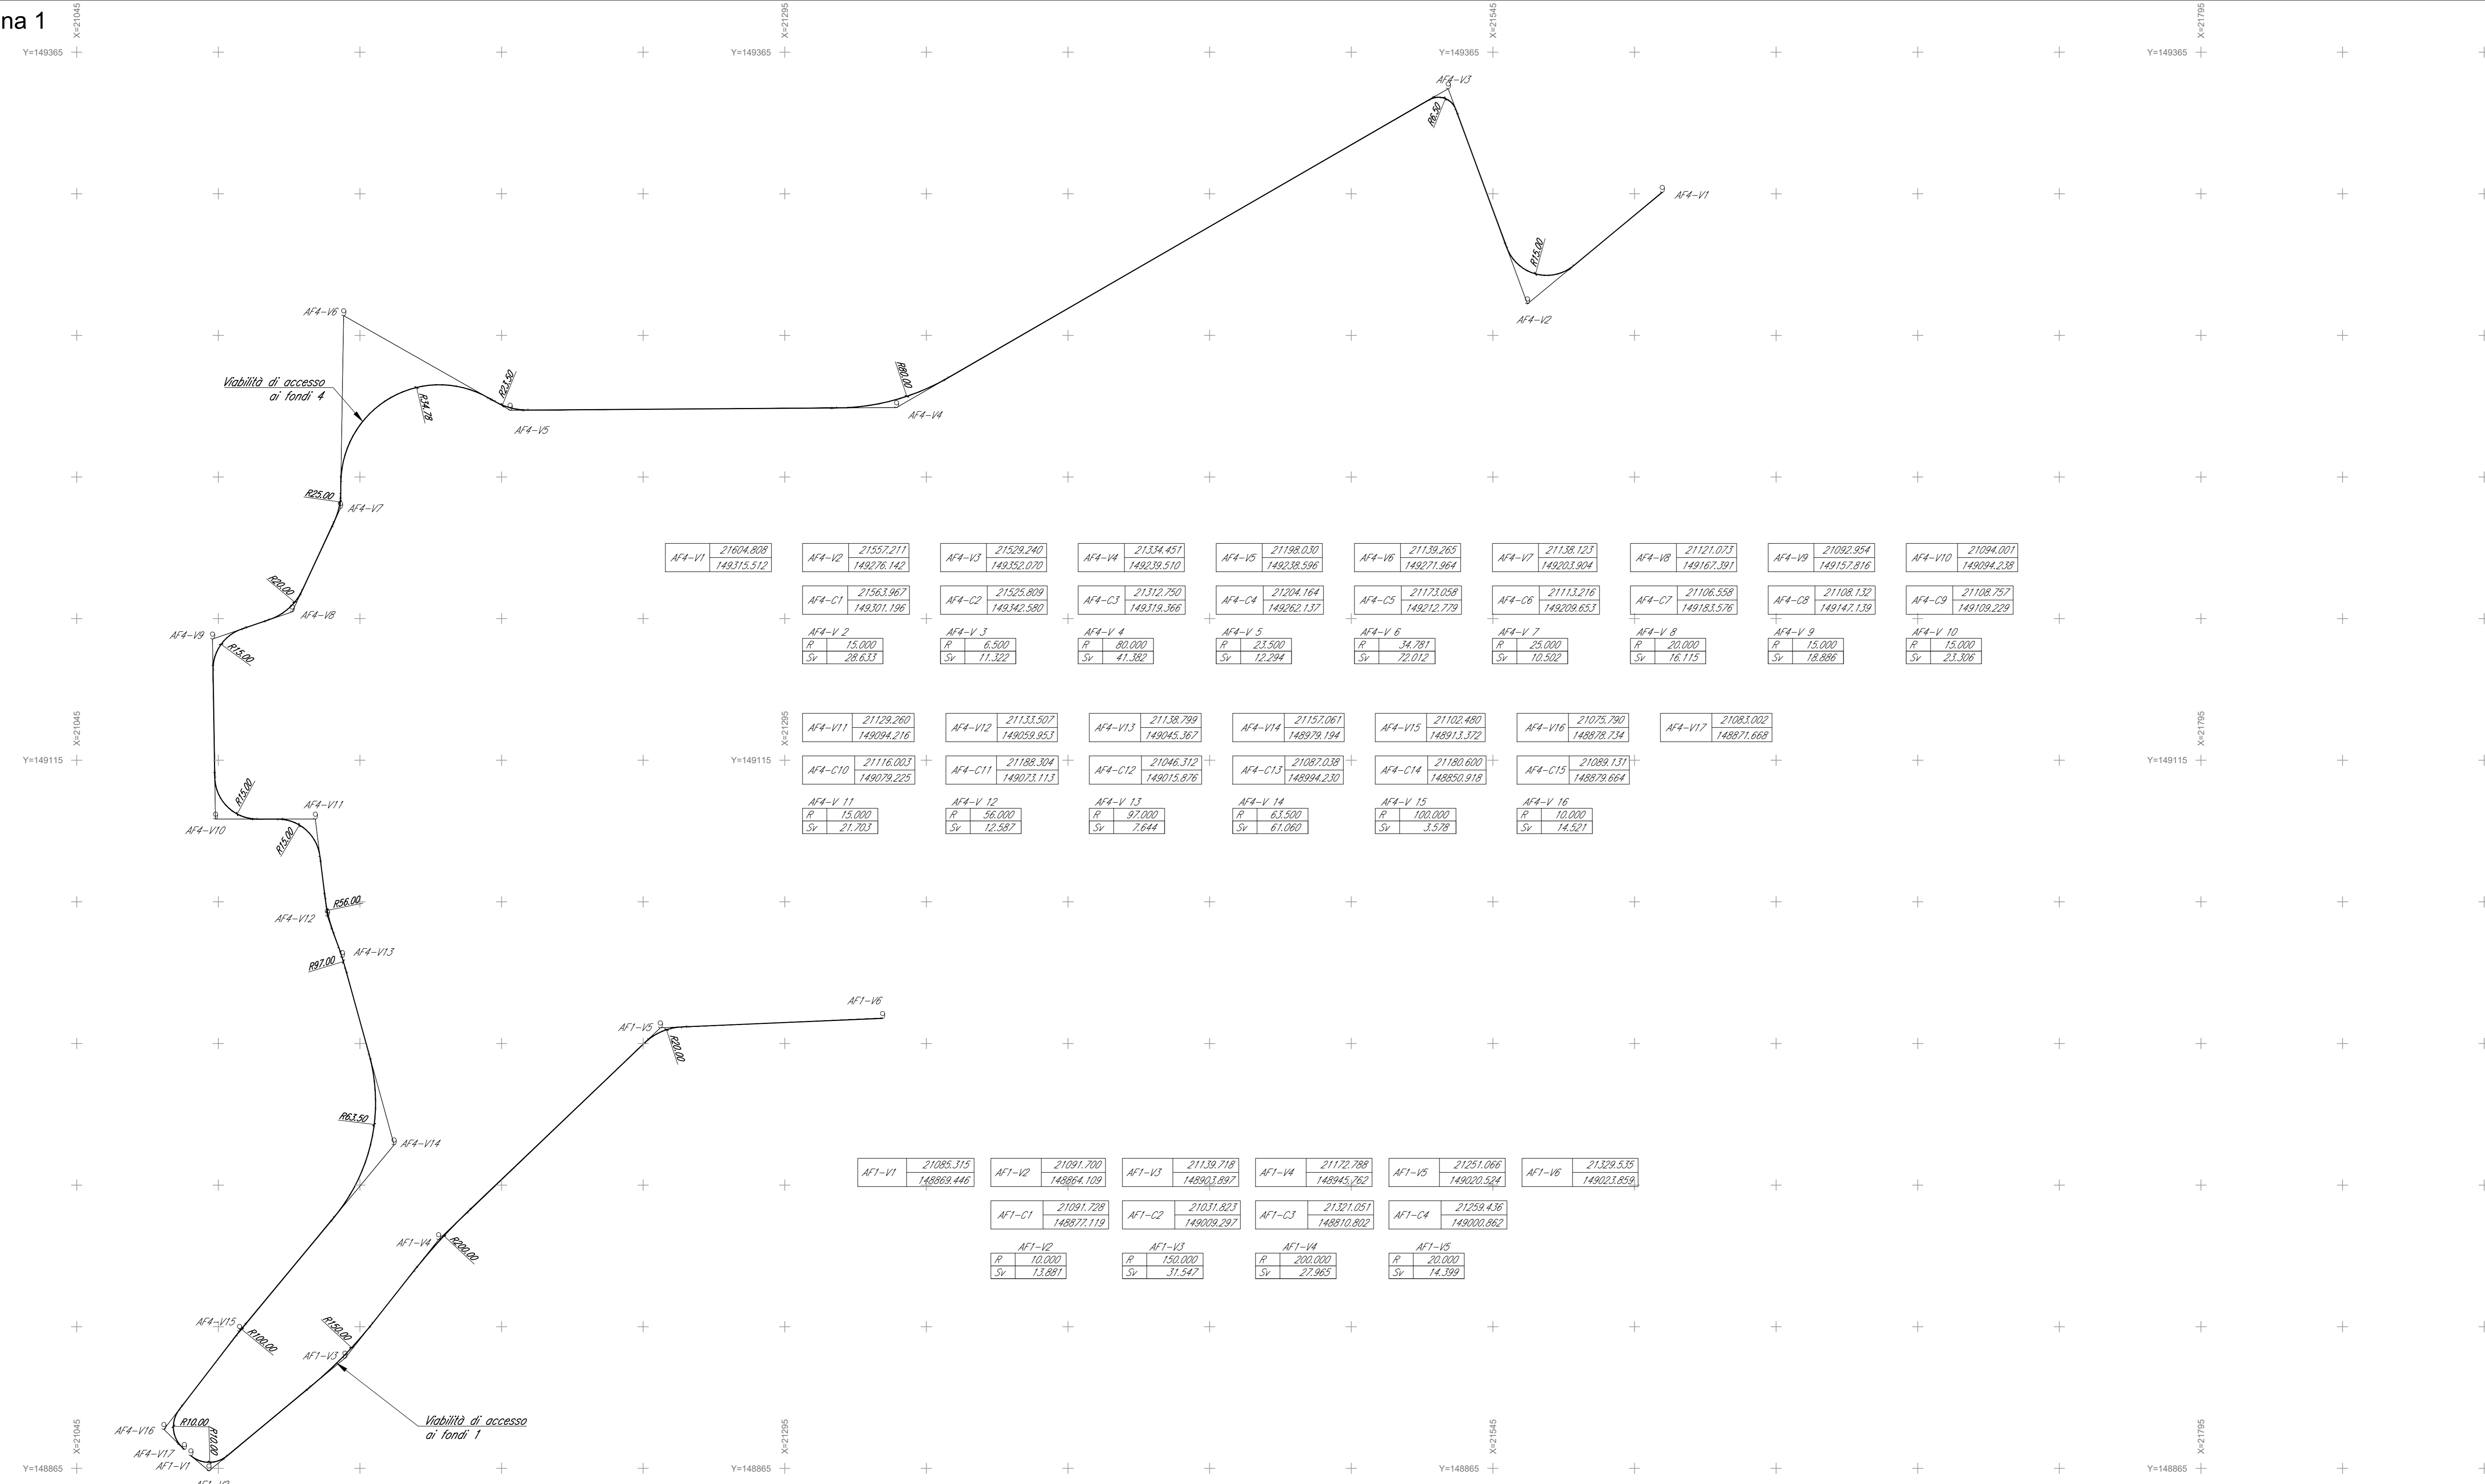 na 1
X=21045
X=21295
X=21545
X=21795
Y=149365
Y=149365
Y=149365
Y=149365
AF4-V3
R6.50
AF4-V1
R15.00
AF4-V2
AF4-V6
Viabilità di accesso
ai fondi 4
R34.78
R23.50
AF4-V5
R80.00
AF4-V4
R25.00
AF4-V7
R20.00
AF4-V8
AF4-V9
R15.00
AF4-V1 21604.808
149315.512
AF4-V2 21557.211
149276.142
AF4-V3 21529.240
149352.070
AF4-V4 21334.451
149239.510
AF4-V5 21198.030
149238.596
AF4-V6 21139.265
149271.964
AF4-V7 21138.123
149203.904
AF4-V8 21121.073
149167.391
AF4-V9 21092.954
149157.816
AF4-V10 21094.001
149094.238
AF4-C1 21563.967
149301.196
AF4-C2 21525.809
149342.580
AF4-C3 21312.750
149319.366
AF4-C4 21204.164
149262.137
AF4-C5 21173.058
149212.779
AF4-C6 21113.216
149209.653
AF4-C7 21106.558
149183.576
AF4-C8 21108.132
149147.139
AF4-C9 21108.757
149109.229
AF4-V 2
R 15.000
Sv 28.633
AF4-V 3
R 6.500
Sv 11.322
AF4-V 4
R 80.000
Sv 41.382
AF4-V 5
R 23.500
Sv 12.294
AF4-V 6
R 34.781
Sv 72.012
AF4-V 7
R 25.000
Sv 10.502
AF4-V 8
R 20.000
Sv 16.115
AF4-V 9
R 15.000
Sv 18.886
AF4-V 10
R 15.000
Sv 23.306
X=21045
X=21295
X=21795
Y=149115
Y=149115
AF4-V11 21129.260
149094.216
AF4-V12 21133.507
149059.953
AF4-V13 21138.799
149045.367
AF4-V14 21157.061
148979.194
AF4-V15 21102.480
148913.372
AF4-V16 21075.790
148878.734
AF4-V17 21083.002
148871.668
AF4-C10 21116.003
149079.225
AF4-C11 21188.304
149073.113
AF4-C12 21046.312
149015.876
AF4-C13 21087.038
148994.230
AF4-C14 21180.600
148850.918
AF4-C15 21089.131
148879.664
Y=149115
AF4-V 11
R 15.000
Sv 21.703
AF4-V 12
R 56.000
Sv 12.587
AF4-V 13
R 97.000
Sv 7.644
AF4-V 14
R 63.500
Sv 61.060
AF4-V 15
R 100.000
Sv 3.578
AF4-V 16
R 10.000
Sv 14.521
R15.00
AF4-V11
AF4-V10
R15.00
R56.00
AF4-V12
AF4-V13
R97.00
AF1-V6
AF1-V5
R20.00
R63.50
AF4-V14
AF1-V1 21085.315
148869.446
AF1-V2 21091.700
148864.109
AF1-V3 21139.718
148903.897
AF1-V4 21172.788
148945.762
AF1-V5 21251.066
149020.524
AF1-V6 21329.535
149023.859
AF1-C1 21091.728
148877.119
AF1-C2 21031.823
149009.297
AF1-C3 21321.051
148810.802
AF1-C4 21259.436
149000.862
AF1-V2
R 10.000
Sv 13.881
AF1-V3
R 150.000
Sv 31.547
AF1-V4
R 200.000
Sv 27.965
AF1-V5
R 20.000
Sv 14.399
AF1-V4
R200.00
AF4-V15
R100.00
R150.00
AF1-V3
Viabilità di accesso
ai fondi 1
AF4-V16
R10.00
R10.00
AF4-V17
AF1-V1
X=21045
X=21295
X=21545
X=21795
Y=148865
Y=148865
Y=148865
Y=148865